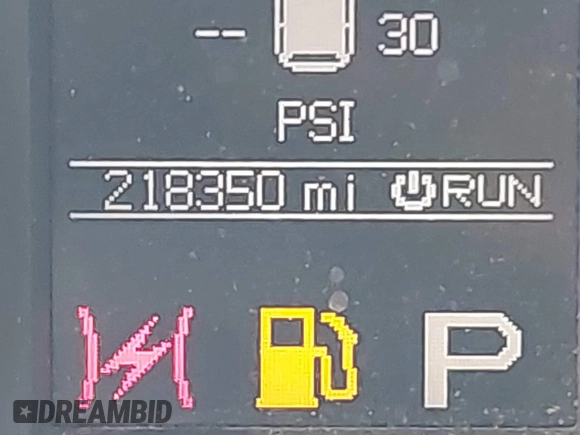 -- 30
PSI
218350 mi RUN
P
DREAMBID